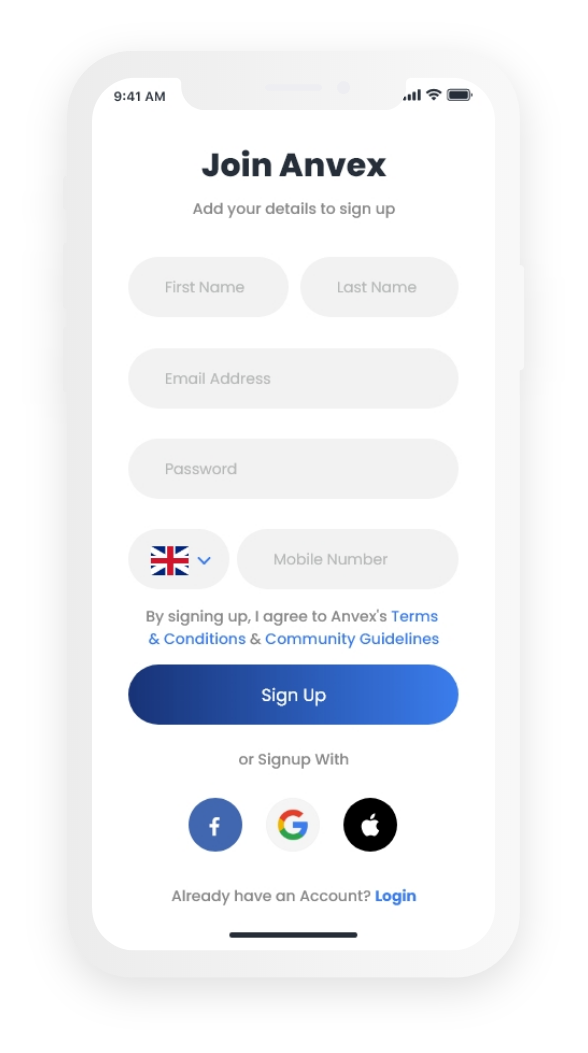 9:41 AM
Join Anvex
Add your details to sign up
First Name Last Name
Email Address
Password
Mobile Number
By signing up, I agree to Anvex's Terms
& Conditions & Community Guidelines
Sign Up
or Signup With
Already have an Account? Login